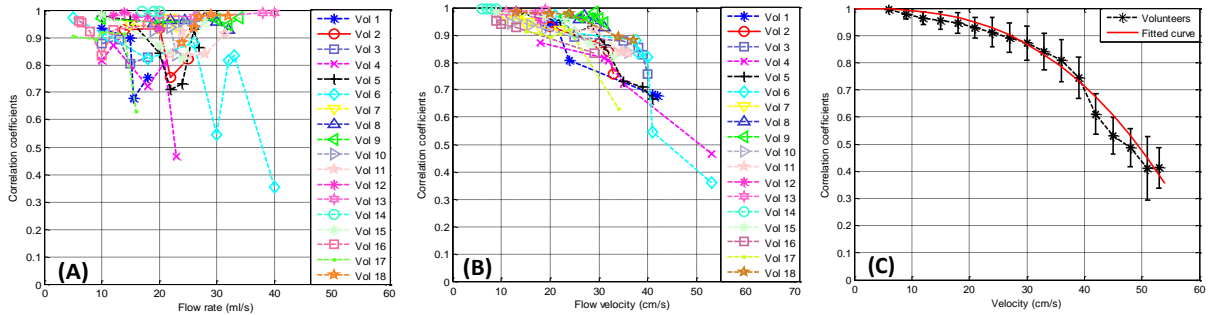 Correlation coefficients
1
0.9
0.8
0.7
0.6
0.5
0.4
0.3
0.2
0.1
0
0 10 20 30 40 50 60
Flow rate (ml/s)
(A)
Vol 1
Vol 2
Vol 3
Vol 4
Vol 5
Vol 6
Vol 7
Vol 8
Vol 9
Vol 10
Vol 11
Vol 12
Vol 13
Vol 14
Vol 15
Vol 16
Vol 17
Vol 18
Correlation coefficients
1
0.9
0.8
0.7
0.6
0.5
0.4
0.3
0.2
0.1
0
0 10 20 30 40 50 60 70
Flow velocity (cm/s)
(B)
Vol 1
Vol 2
Vol 3
Vol 4
Vol 5
Vol 6
Vol 7
Vol 8
Vol 9
Vol 10
Vol 11
Vol 12
Vol 13
Vol 14
Vol 15
Vol 16
Vol 17
Vol 18
Correlation coefficients
1
0.9
0.8
0.7
0.6
0.5
0.4
0.3
0.2
0.1
0
0 10 20 30 40 50 60
Velocity (cm/s)
(C)
Volunteers
Fitted curve